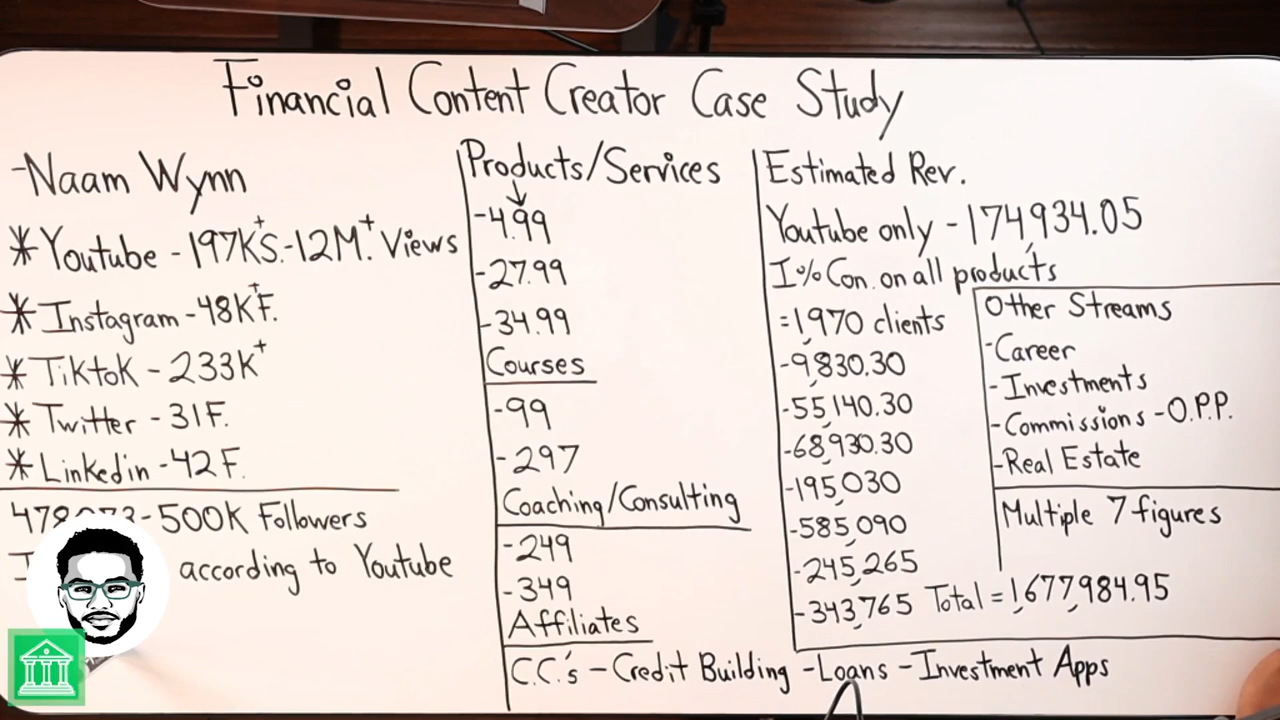 Financial Content Creator Case Study
-Naam Wynn
* Youtube - 197K+S.-12M.+ Views
* Instagram - 48K+F.
* Tiktok - 233K+
* Twitter - 31F.
* Linkedin - 42F.
- 500K Followers
according to Youtube
Products/Services
-4.99
-27.99
-34.99
Courses
-99
-297
Coaching/Consulting
-249
-349
Affiliates
C.C.'s - Credit Building - Loans - Investment Apps
Estimated Rev.
Youtube only - 174,934.05
1% Con. on all products
=1,970 clients
-9,830.30
-55,140.30
-68,930.30
-195,030
-585,090
-245,265
-343,765 Total = 1,677,984.95
Other Streams
-Career
-Investments
-Commissions - O.P.P.
-Real Estate
Multiple 7 figures